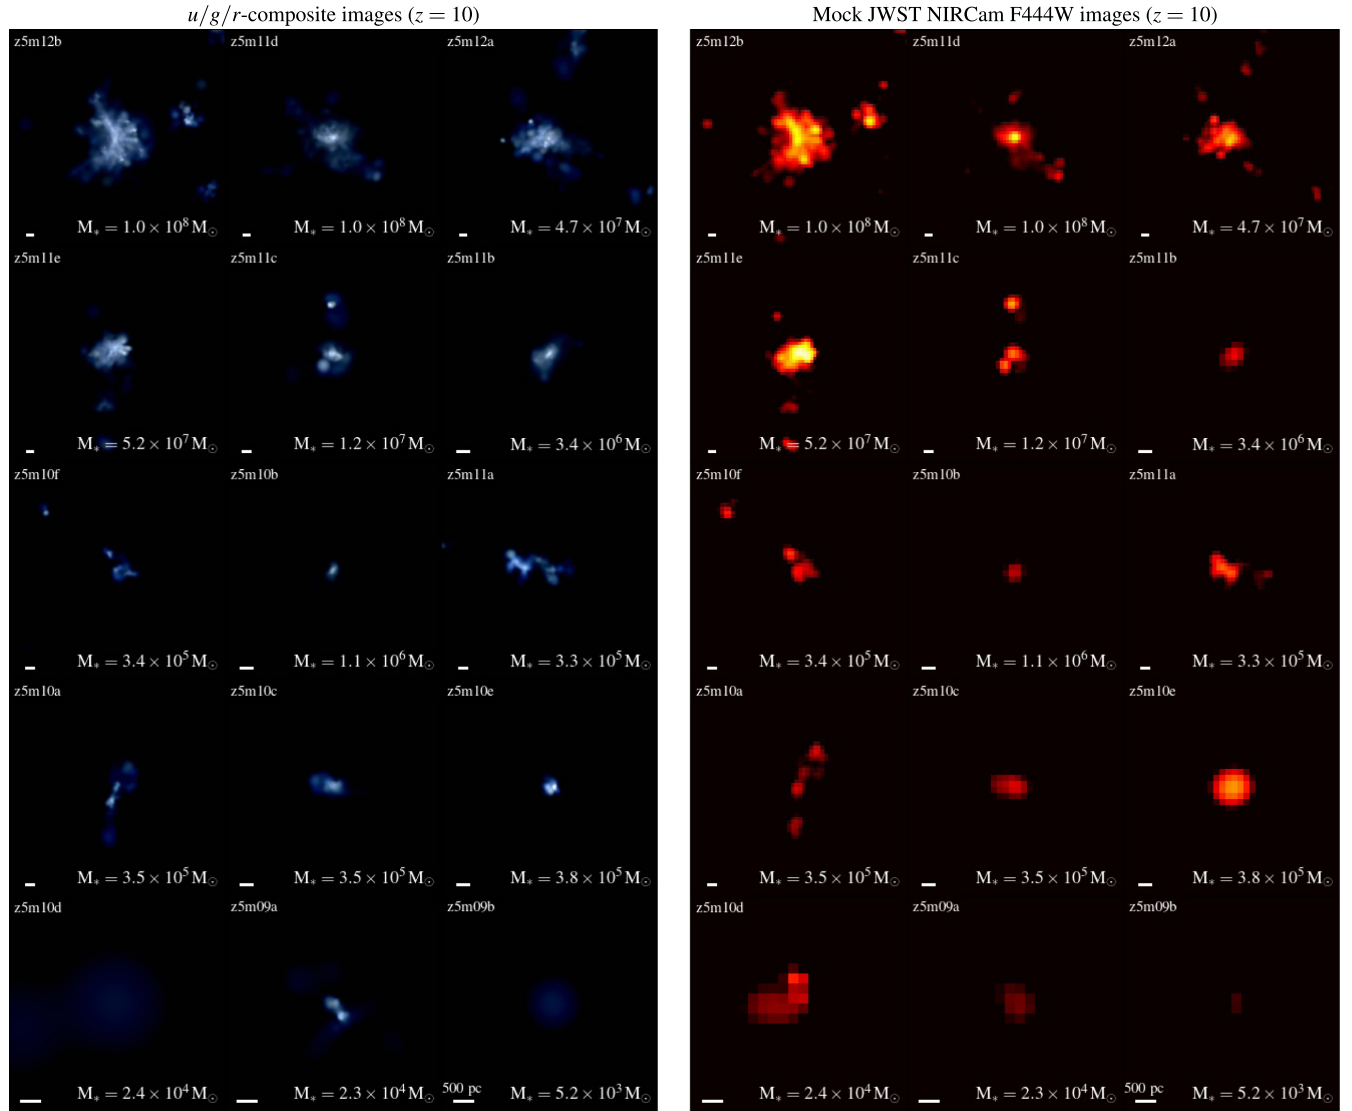 u/g/r-composite images (z = 10)
Mock JWST NIRCam F444W images (z = 10)
z5m12b z5m11d z5m12a
M* = 1.0 × 10^8 M☉ M* = 1.0 × 10^8 M☉ M* = 4.7 × 10^7 M☉
z5m11e z5m11c z5m11b
M* = 5.2 × 10^7 M☉ M* = 1.2 × 10^7 M☉ M* = 3.4 × 10^6 M☉
z5m10f z5m10b z5m11a
M* = 3.4 × 10^5 M☉ M* = 1.1 × 10^6 M☉ M* = 3.3 × 10^5 M☉
z5m10a z5m10c z5m10e
M* = 3.5 × 10^5 M☉ M* = 3.5 × 10^5 M☉ M* = 3.8 × 10^5 M☉
z5m10d z5m09a z5m09b
500 pc
M* = 2.4 × 10^4 M☉ M* = 2.3 × 10^4 M☉ M* = 5.2 × 10^3 M☉
z5m12b z5m11d z5m12a
M* = 1.0 × 10^8 M☉ M* = 1.0 × 10^8 M☉ M* = 4.7 × 10^7 M☉
z5m11e z5m11c z5m11b
M* = 5.2 × 10^7 M☉ M* = 1.2 × 10^7 M☉ M* = 3.4 × 10^6 M☉
z5m10f z5m10b z5m11a
M* = 3.4 × 10^5 M☉ M* = 1.1 × 10^6 M☉ M* = 3.3 × 10^5 M☉
z5m10a z5m10c z5m10e
M* = 3.5 × 10^5 M☉ M* = 3.5 × 10^5 M☉ M* = 3.8 × 10^5 M☉
z5m10d z5m09a z5m09b
500 pc
M* = 2.4 × 10^4 M☉ M* = 2.3 × 10^4 M☉ M* = 5.2 × 10^3 M☉